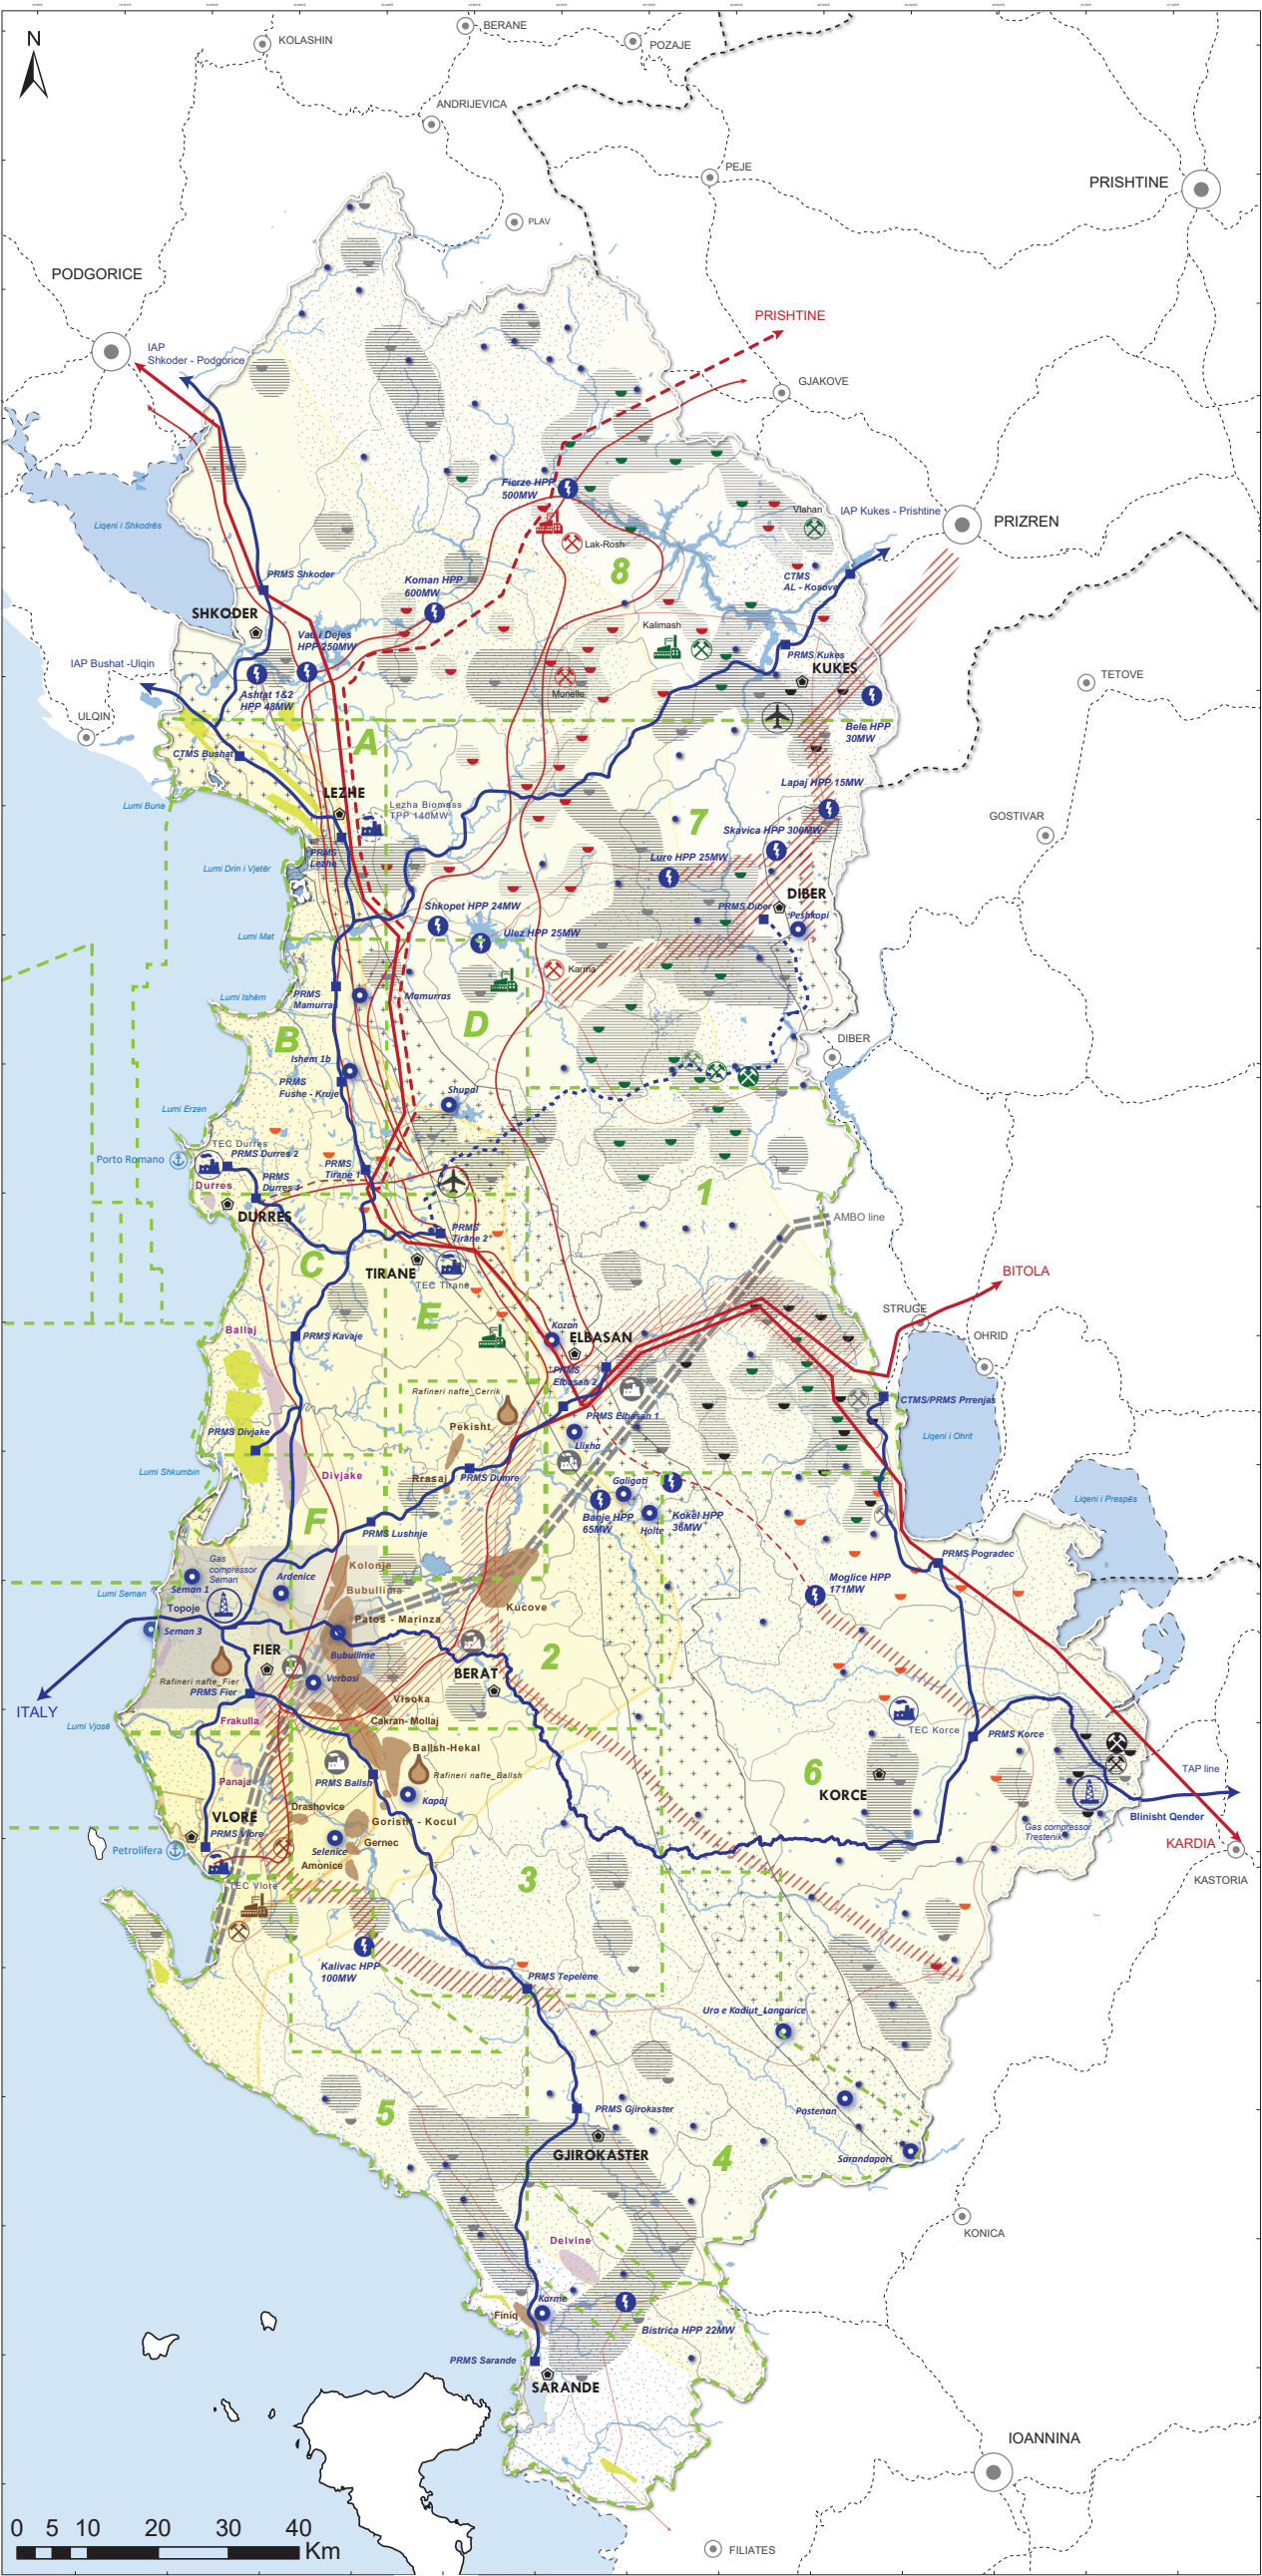 N
KOLASHIN
BERANE
POZAJE
ANDRIJEVICA
PEJE
PRISHTINE
PLAV
PODGORICE
PRISHTINE
IAP
Shkoder - Podgorice
GJAKOVE
Fierze HPP
500MW
Vlahan
IAP Kukes - Prishtine
PRIZREN
Liqeni i Shkodrës
Lak-Rosh
8
PRMS Shkoder
Koman HPP
600MW
CTMS
AL - Kosove
SHKODER
Kalimash
Vau i Dejes
HPP 250MW
PRMS Kukes
KUKES
IAP Bushat -Ulqin
TETOVE
Ashtat 1&2
HPP 48MW
Munelle
ULQIN
Bele HPP
30MW
A
CTMS Bushat
Lapaj HPP 15MW
LEZHE
Lumi Buna
Lezha Biomass
TPP 140MW
7
GOSTIVAR
Skavica HPP 300MW
PRMS
Lezhe
Lure HPP 25MW
Lumi Drin i Vjetër
DIBER
Shkopet HPP 24MW
PRMS Diber
Peshkopi
Lumi Mat
Ulez HPP 25MW
Karma
Lumi Ishëm
PRMS
Mamurras
Mamurras
D
B
DIBER
Ishem 1b
PRMS
Fushe - Kruje
Shupal
Lumi Erzen
TEC Durres
PRMS Durres 2
Porto Romano
PRMS
Tirane 1
PRMS
Durres 1
Durres
1
DURRES
AMBO line
PRMS
Tirane 2
C
TIRANE
TEC Tirane
BITOLA
E
STRUGE
Ballaj
Kozan
ELBASAN
PRMS Kavaje
OHRID
PRMS
Elbasan 2
Rafineri nafte_Cerrik
CTMS/PRMS Prrenjas
PRMS Elbasan 1
Pekisht
PRMS Divjake
Liqeni i Ohrit
Llixha
Lumi Shkumbin
Divjake
Rrasaj
PRMS Dumre
Galigati
Liqeni i Prespës
F
Banje HPP
65MW
Holte
Kokel HPP
36MW
PRMS Lushnje
PRMS Pogradec
Gas
compressor
Seman
Kolonje
Ardenice
Moglice HPP
171MW
Lumi Seman
Seman 1
Bubullima
Topoje
Kucove
Patos - Marinza
Seman 3
FIER
Bubullime
2
BERAT
Rafineri nafte_Fier
Verbasi
PRMS Fier
Visoka
ITALY
Frakulla
Cakran- Mollaj
Lumi Vjosë
TEC Korce
PRMS Korce
Ballsh-Hekal
TAP line
Panaja
PRMS Ballsh
Rafineri nafte_Ballsh
6
KORCE
Kapaj
Drashovice
VLORE
Gorisht - Kocul
Blinisht Qender
PRMS Vlore
Gernec
Gas compressor
Trestenik
KARDIA
Petrolifera
Selenice
Amonice
KASTORIA
TEC Vlore
3
Kalivac HPP
100MW
PRMS Tepelene
Ura e Kadiut_Langarice
Postenan
5
PRMS Gjirokaster
GJIROKASTER
4
Sarandapori
KONICA
Delvine
Karme
Finiq
Bistrica HPP 22MW
PRMS Sarande
SARANDE
IOANNINA
0 5 10 20 30 40
Km
FILIATES